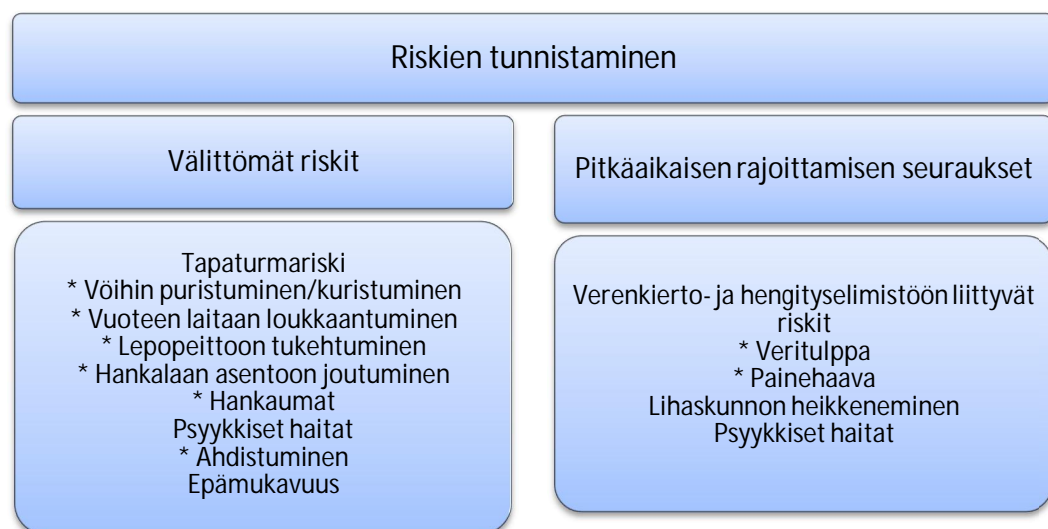 Riskien tunnistaminen
Välittömät riskit
Tapaturmariski
* Vöihin puristuminen/kuristuminen
* Vuoteen laitaan loukkaantuminen
* Lepopeittoon tukehtuminen
* Hankalaan asentoon joutuminen
* Hankaumat
Psyykkiset haitat
* Ahdistuminen
Epämukavuus
Pitkäaikaisen rajoittamisen seuraukset
Verenkierto- ja hengityselimistöön liittyvät
riskit
* Veritulppa
* Painehaava
Lihaskunnon heikkeneminen
Psyykkiset haitat